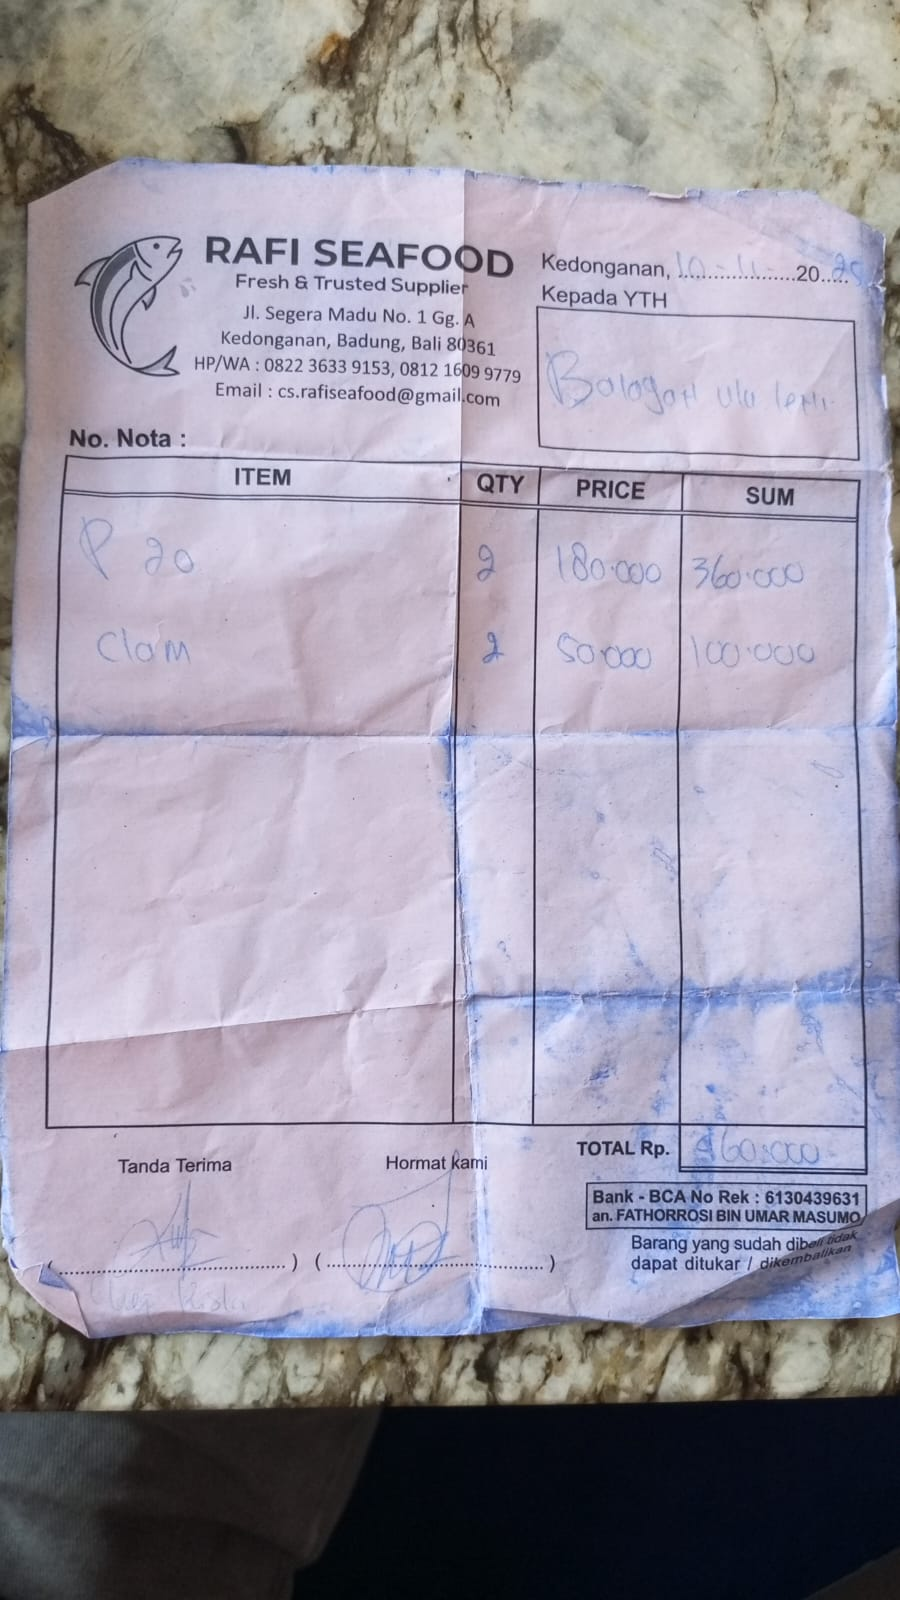 RAFI SEAFOOD
Fresh & Trusted Supplier
Jl. Segera Madu No. 1 Gg. A
Kedonganan, Badung, Bali 80361
HP/WA : 0822 3633 9153, 0812 1609 9779
Email : cs.rafiseafood@gmail.com
Kedonganan, 10 - 11 - 2025
Kepada YTH
ulu
No. Nota :
ITEM QTY PRICE SUM
P 20 2 180.000 360.000
Clam 2 50.000 100.000
TOTAL Rp. 460.000
Tanda Terima Hormat kami
Bank - BCA No Rek : 6130439631
an. FATHORROSI BIN UMAR MASUMO
Barang yang sudah dibeli tidak
dapat ditukar / dikembalikan